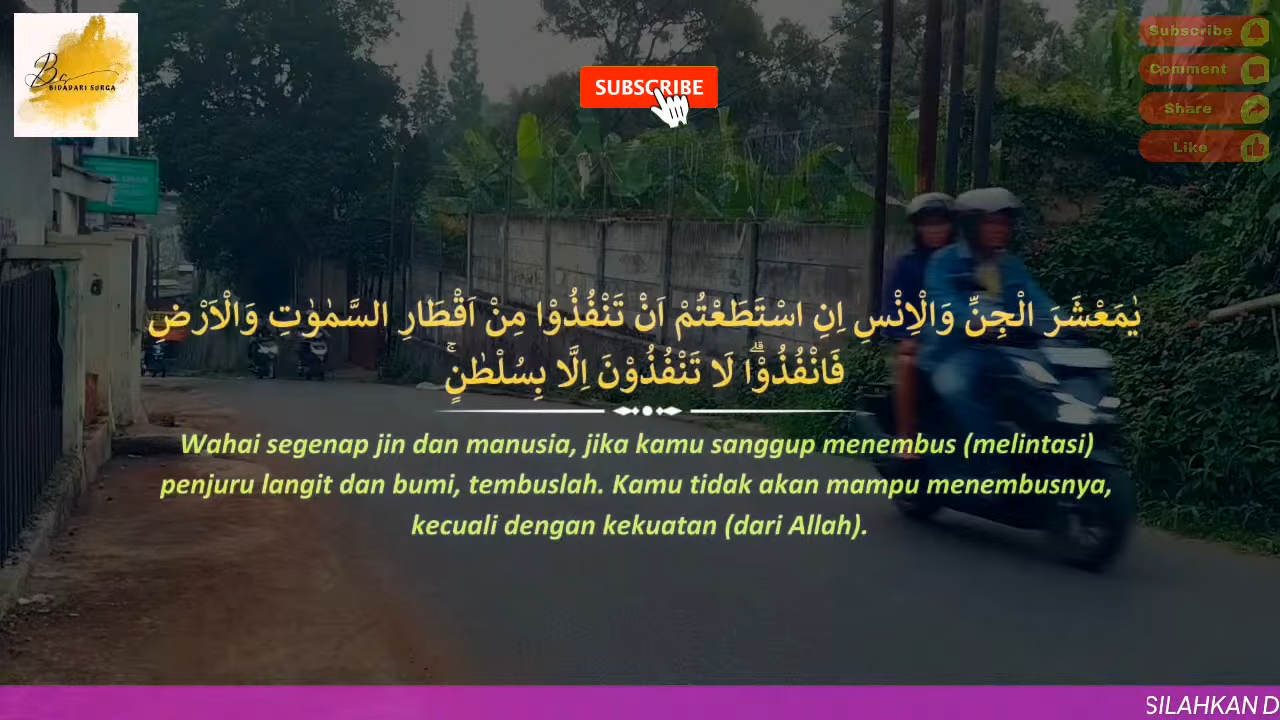 Bs
BIDADARI SURGA
SUBSCRIBE
Subscribe
Comment
Share
Like
يٰمَعْشَرَ الْجِنِّ وَالْاِنْسِ اِنِ اسْتَطَعْتُمْ اَنْ تَنْفُذُوْا مِنْ اَقْطَارِ السَّمٰوٰتِ وَالْاَرْضِ
فَانْفُذُوْاۗ لَا تَنْفُذُوْنَ اِلَّا بِسُلْطٰنٍۚ
Wahai segenap jin dan manusia, jika kamu sanggup menembus (melintasi)
penjuru langit dan bumi, tembuslah. Kamu tidak akan mampu menembusnya,
kecuali dengan kekuatan (dari Allah).
SILAHKAN D